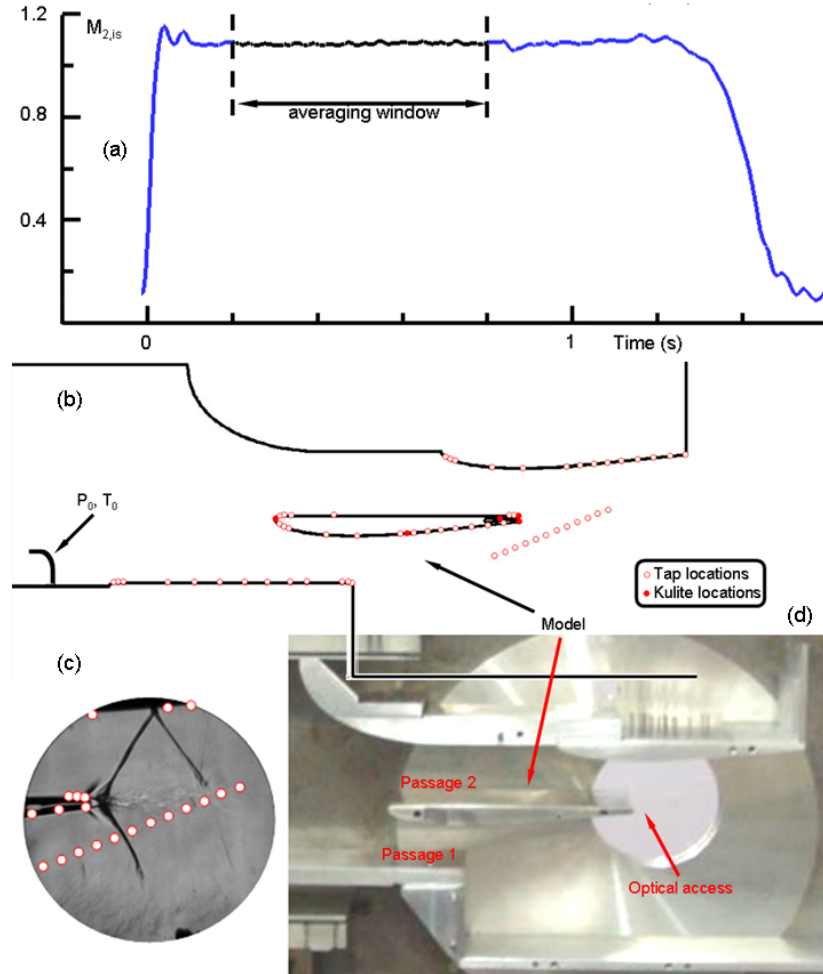 1.2
M2,is
0.8
averaging window
(a)
0.4
0
1
Time (s)
(b)
P0, T0
Tap locations
Kulite locations
Model
(d)
(c)
Passage 2
Passage 1
Optical access